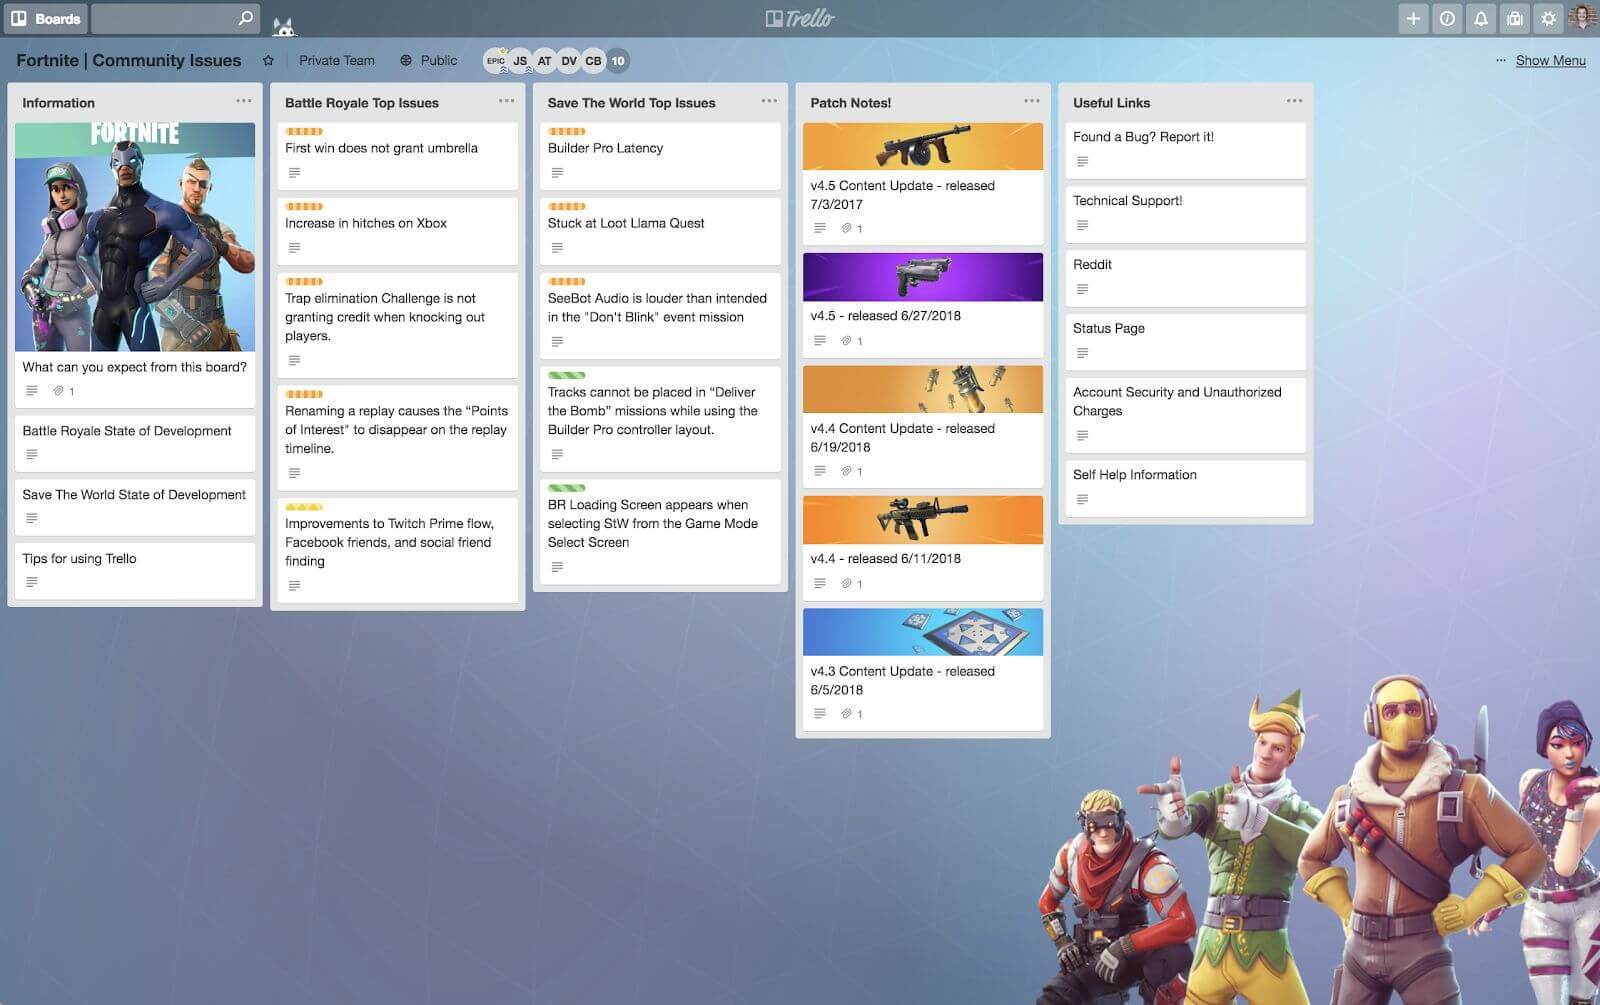 Boards
Trello
Fortnite | Community Issues
Private Team
Public
EPIC JS AT DV CB 10
Show Menu
Information
FORTNITE
What can you expect from this board?
1
Battle Royale State of Development
Save The World State of Development
Tips for using Trello
Battle Royale Top Issues
First win does not grant umbrella
Increase in hitches on Xbox
Trap elimination Challenge is not
granting credit when knocking out
players.
Renaming a replay causes the “Points
of Interest" to disappear on the replay
timeline.
Improvements to Twitch Prime flow,
Facebook friends, and social friend
finding
Save The World Top Issues
Builder Pro Latency
Stuck at Loot Llama Quest
SeeBot Audio is louder than intended
in the "Don't Blink" event mission
Tracks cannot be placed in “Deliver
the Bomb” missions while using the
Builder Pro controller layout.
BR Loading Screen appears when
selecting StW from the Game Mode
Select Screen
Patch Notes!
v4.5 Content Update - released
7/3/2017
1
v4.5 - released 6/27/2018
1
v4.4 Content Update - released
6/19/2018
1
v4.4 - released 6/11/2018
1
v4.3 Content Update - released
6/5/2018
1
Useful Links
Found a Bug? Report it!
Technical Support!
Reddit
Status Page
Account Security and Unauthorized
Charges
Self Help Information